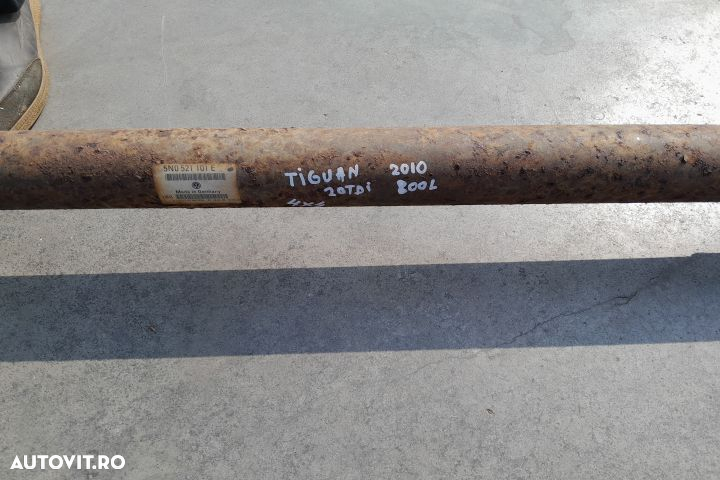 5N0 521 101 E
Made in Germany
TiGUAN 2010
2.0TDi 800L
4x4
AUTOVIT.RO